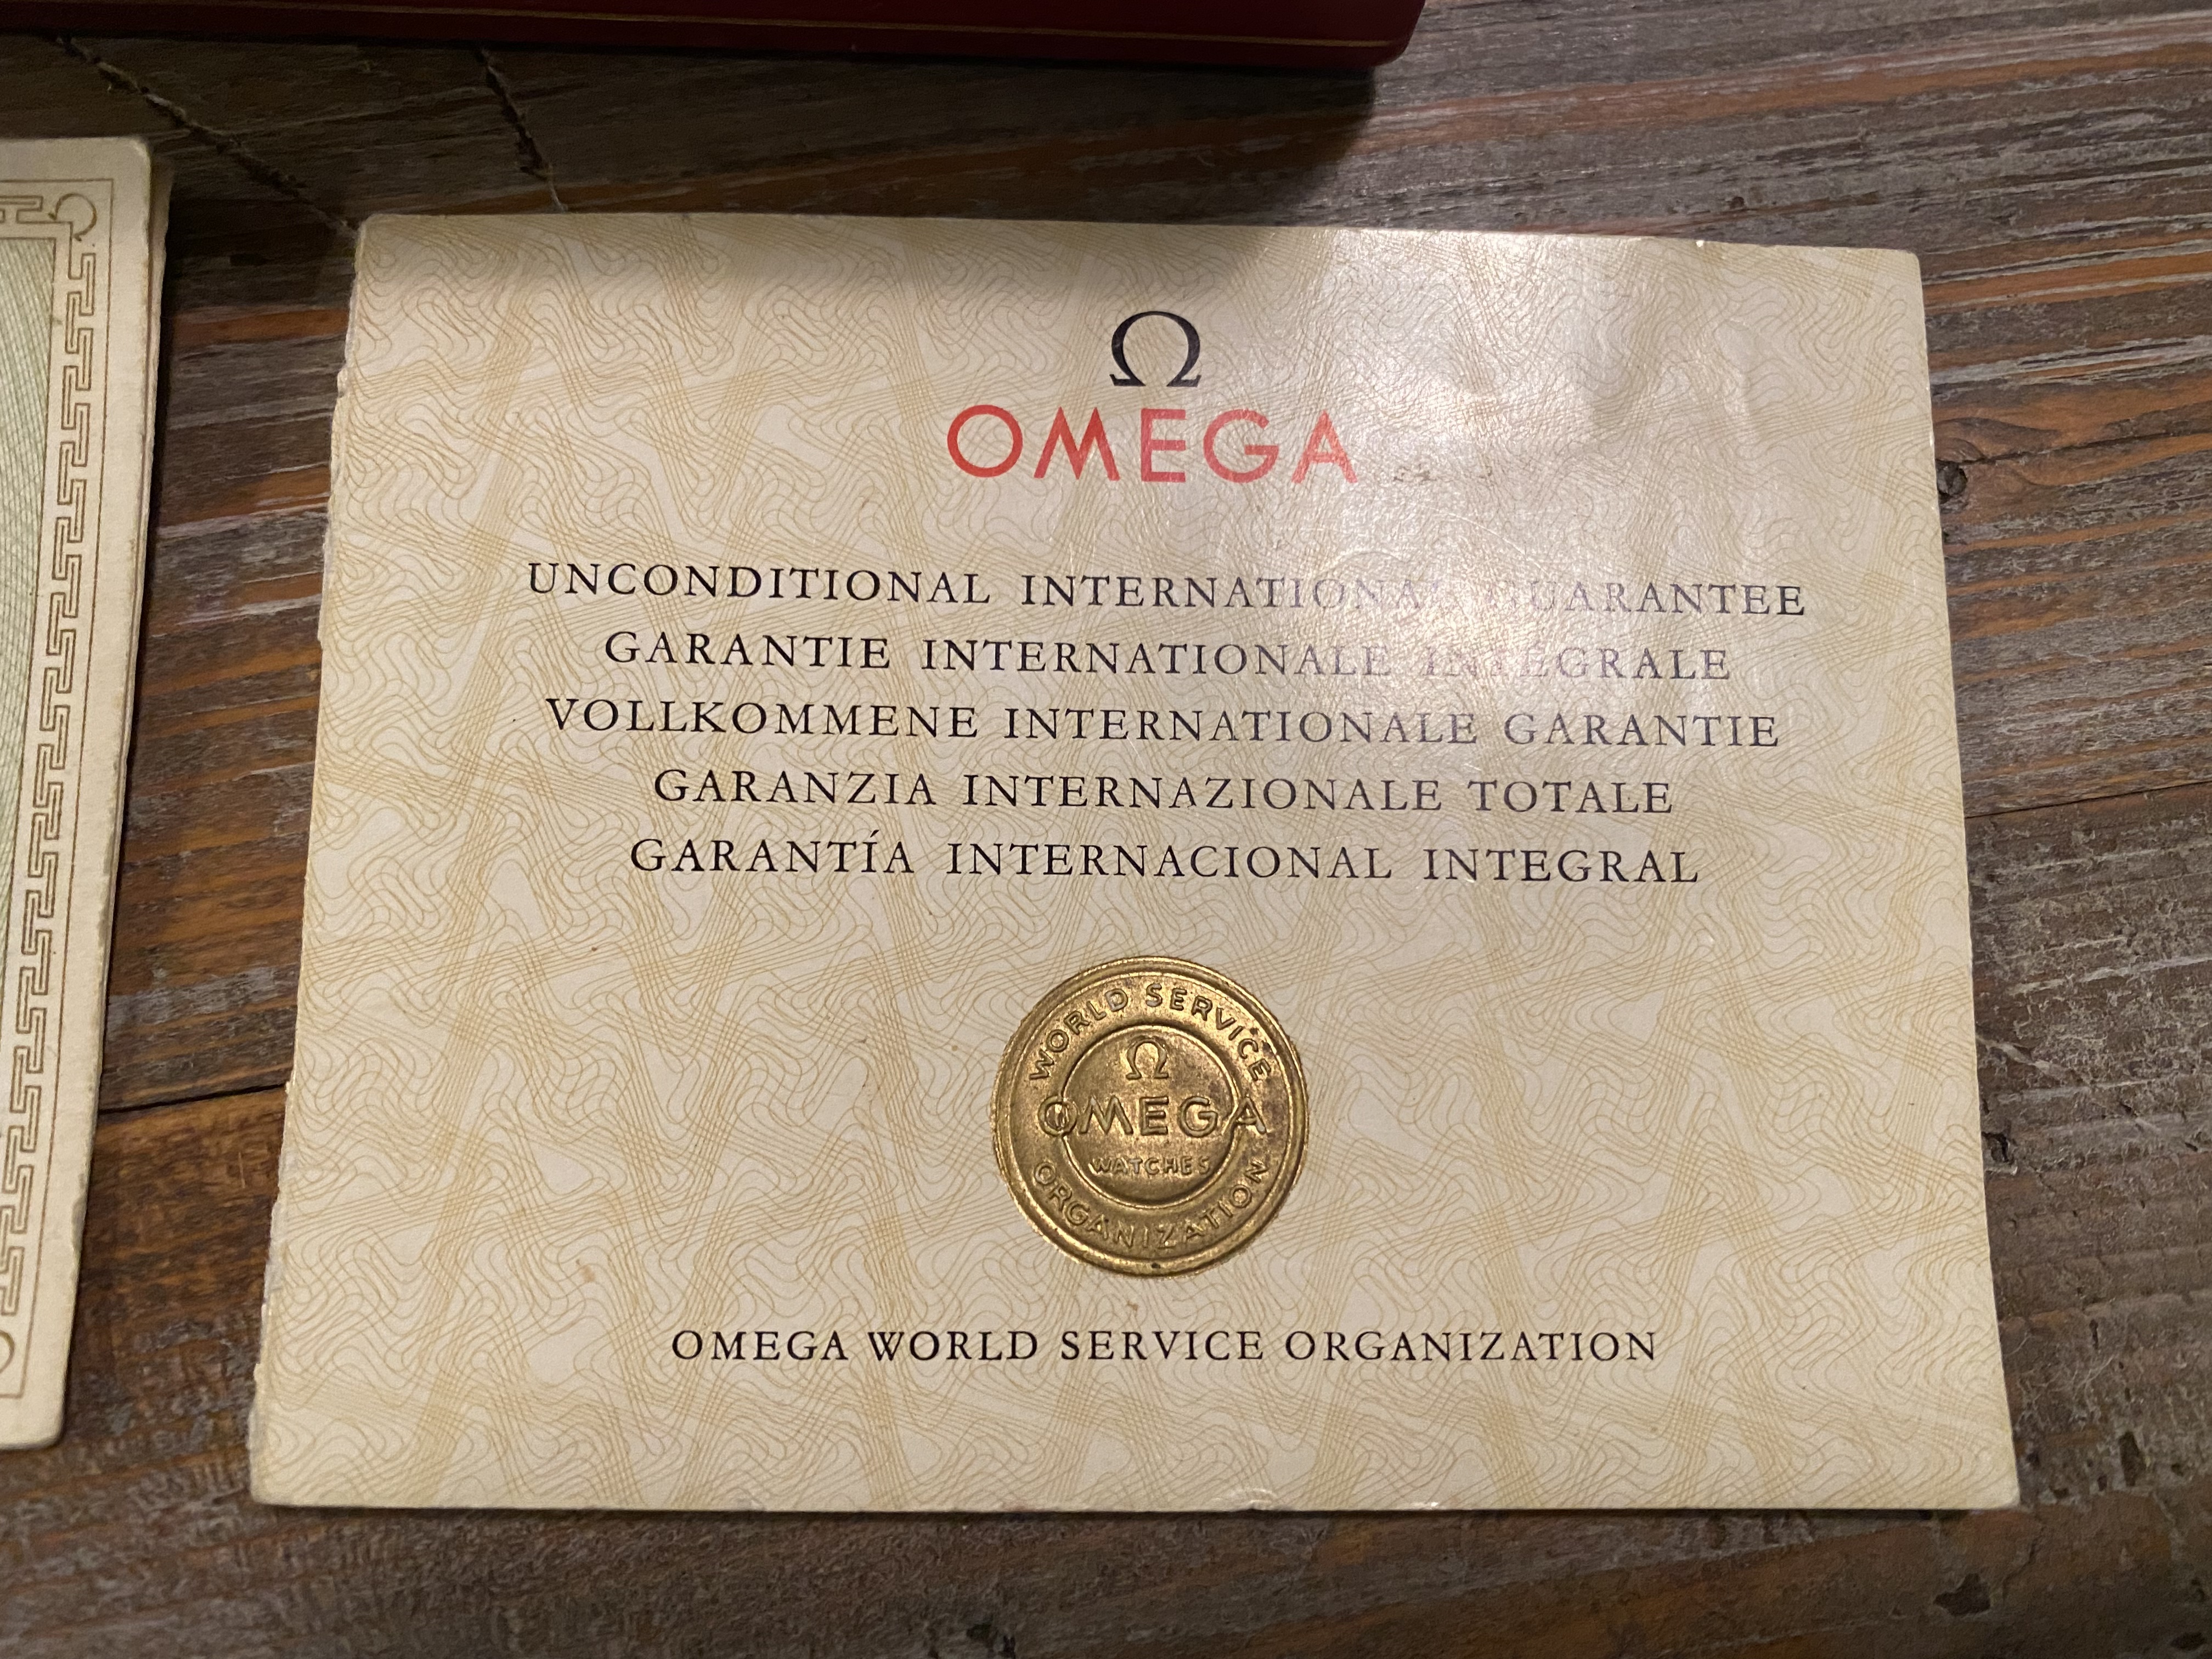 Ω
OMEGA
UNCONDITIONAL INTERNATIONAL GUARANTEE
GARANTIE INTERNATIONALE INTEGRALE
VOLLKOMMENE INTERNATIONALE GARANTIE
GARANZIA INTERNAZIONALE TOTALE
GARANTÍA INTERNACIONAL INTEGRAL
WORLD SERVICE
Ω
OMEGA
WATCHES
ORGANIZATION
OMEGA WORLD SERVICE ORGANIZATION